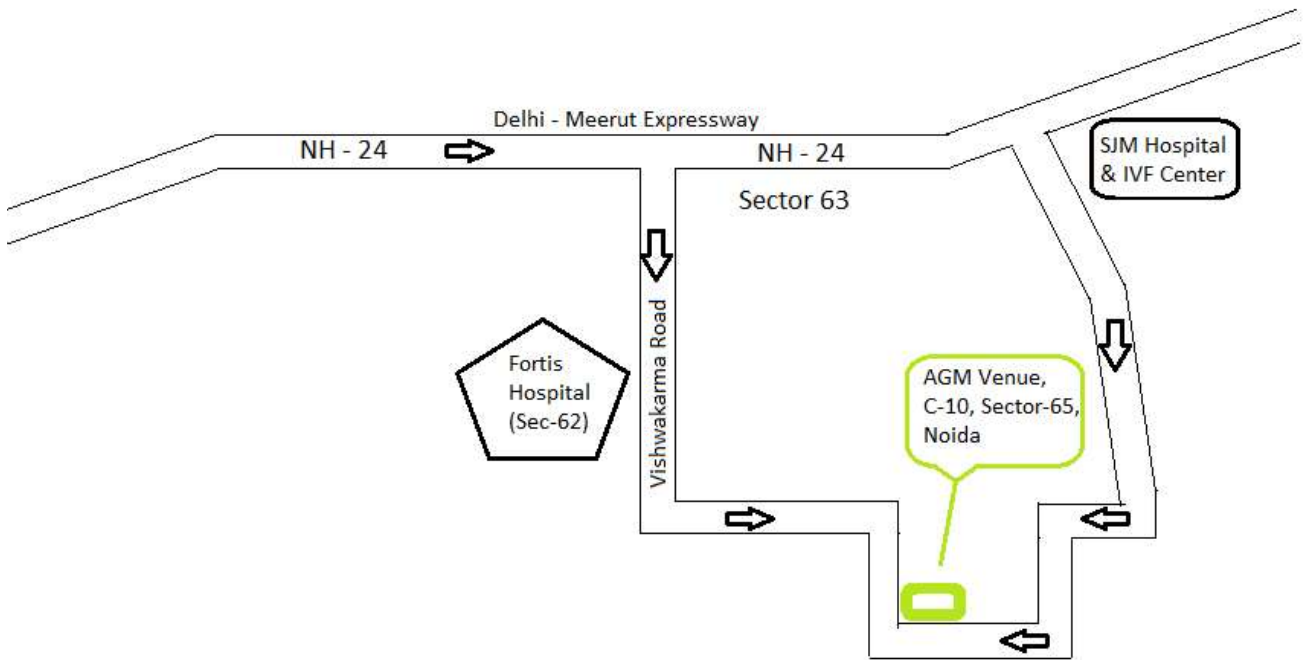 Delhi - Meerut Expressway
NH - 24
NH - 24
SJM Hospital
& IVF Center
Sector 63
Vishwakarma Road
Fortis
Hospital
(Sec-62)
AGM Venue,
C-10, Sector-65,
Noida